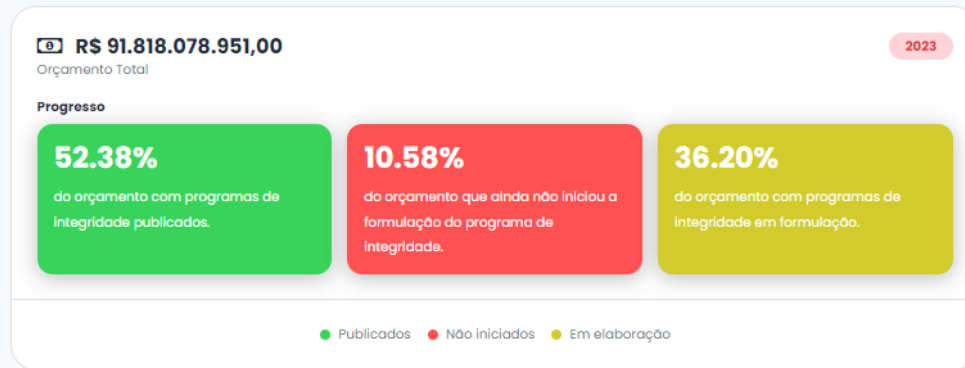 R$ 91.818.078.951,00
2023
Orçamento Total
Progresso
52.38%
do orçamento com programas de
integridade publicados.
10.58%
do orçamento que ainda não iniciou a
formulação do programa de
integridade.
36.20%
do orçamento com programas de
integridade em formulação.
Publicados
Não iniciados
Em elaboração